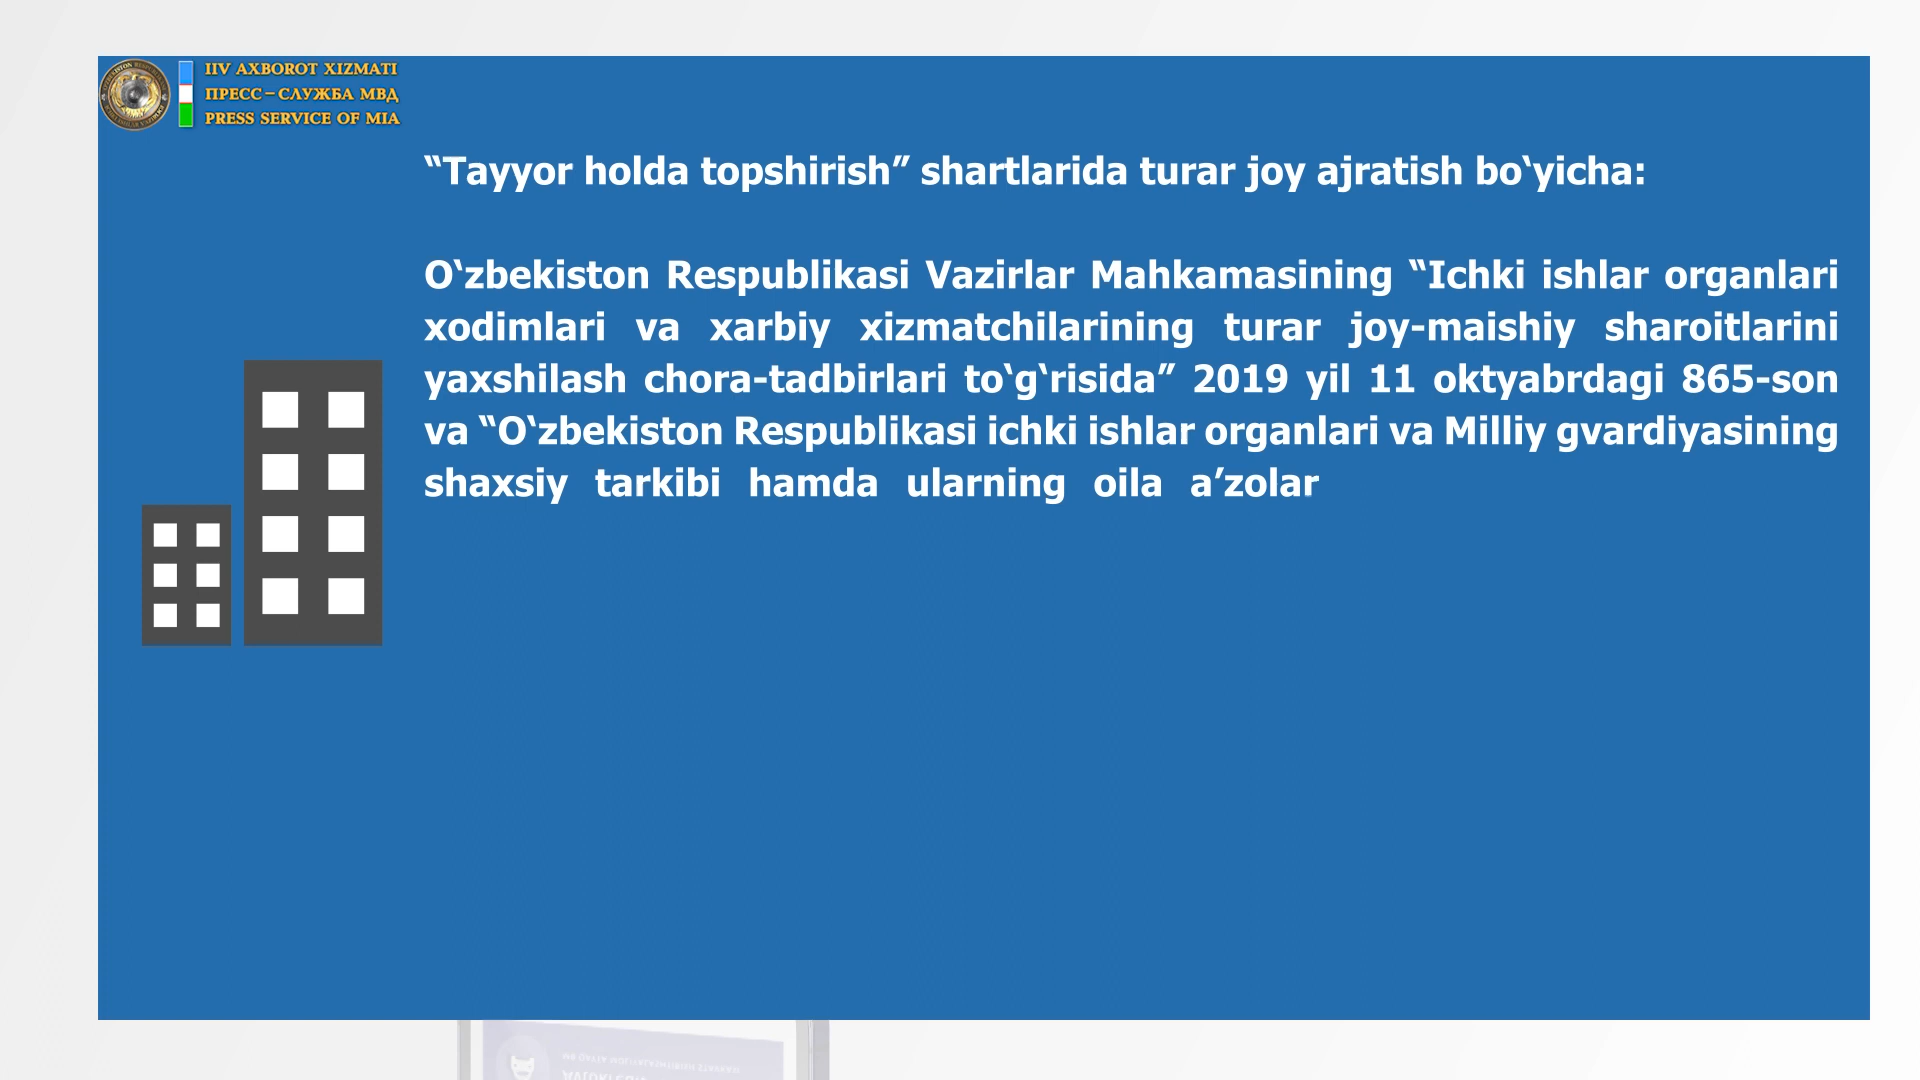 IIV AXBOROT XIZMATI
ПРЕСС – СЛУЖБА МВД
PRESS SERVICE OF MIA
“Tayyor holda topshirish” shartlarida turar joy ajratish bo‘yicha:
O‘zbekiston Respublikasi Vazirlar Mahkamasining “Ichki ishlar organlari
xodimlari va xarbiy xizmatchilarining turar joy-maishiy sharoitlarini
yaxshilash chora-tadbirlari to‘g‘risida” 2019 yil 11 oktyabrdagi 865-son
va “O‘zbekiston Respublikasi ichki ishlar organlari va Milliy gvardiyasining
shaxsiy tarkibi hamda ularning oila a’zolar